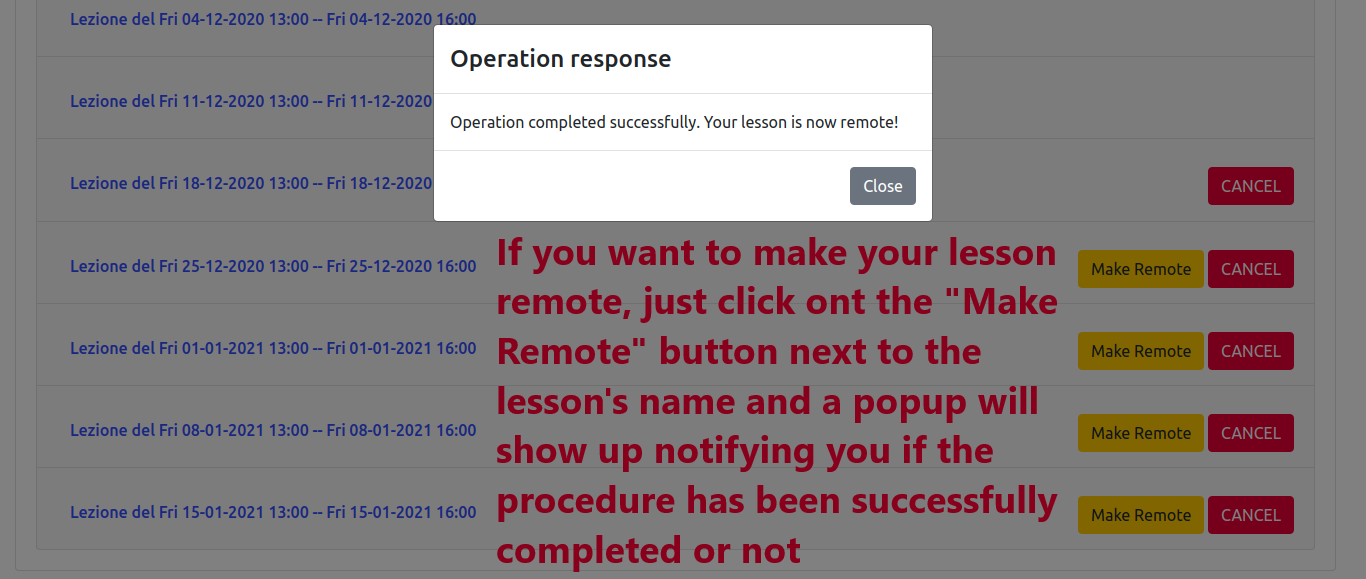 Lezione del Fri 04-12-2020 13:00 -- Fri 04-12-2020 16:00
Operation response
Lezione del Fri 11-12-2020 13:00 -- Fri 11-12-2020
Operation completed successfully. Your lesson is now remote!
Lezione del Fri 18-12-2020 13:00 -- Fri 18-12-2020
Close
CANCEL
Lezione del Fri 25-12-2020 13:00 -- Fri 25-12-2020 16:00
Make Remote CANCEL
Lezione del Fri 01-01-2021 13:00 -- Fri 01-01-2021 16:00
Make Remote CANCEL
Lezione del Fri 08-01-2021 13:00 -- Fri 08-01-2021 16:00
Make Remote CANCEL
Lezione del Fri 15-01-2021 13:00 -- Fri 15-01-2021 16:00
Make Remote CANCEL
If you want to make your lesson
remote, just click ont the "Make
Remote" button next to the
lesson's name and a popup will
show up notifying you if the
procedure has been successfully
completed or not